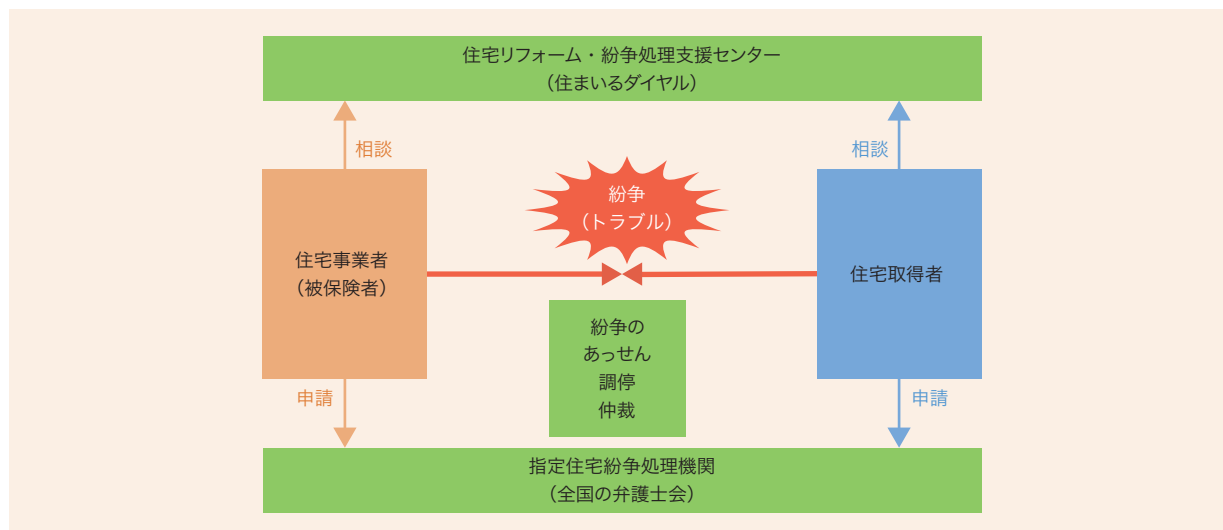 住宅リフォーム・紛争処理支援センター
（住まいるダイヤル）
相談
相談
紛争
（トラブル）
住宅事業者
（被保険者）
住宅取得者
紛争の
あっせん
調停
仲裁
申請
申請
指定住宅紛争処理機関
（全国の弁護士会）